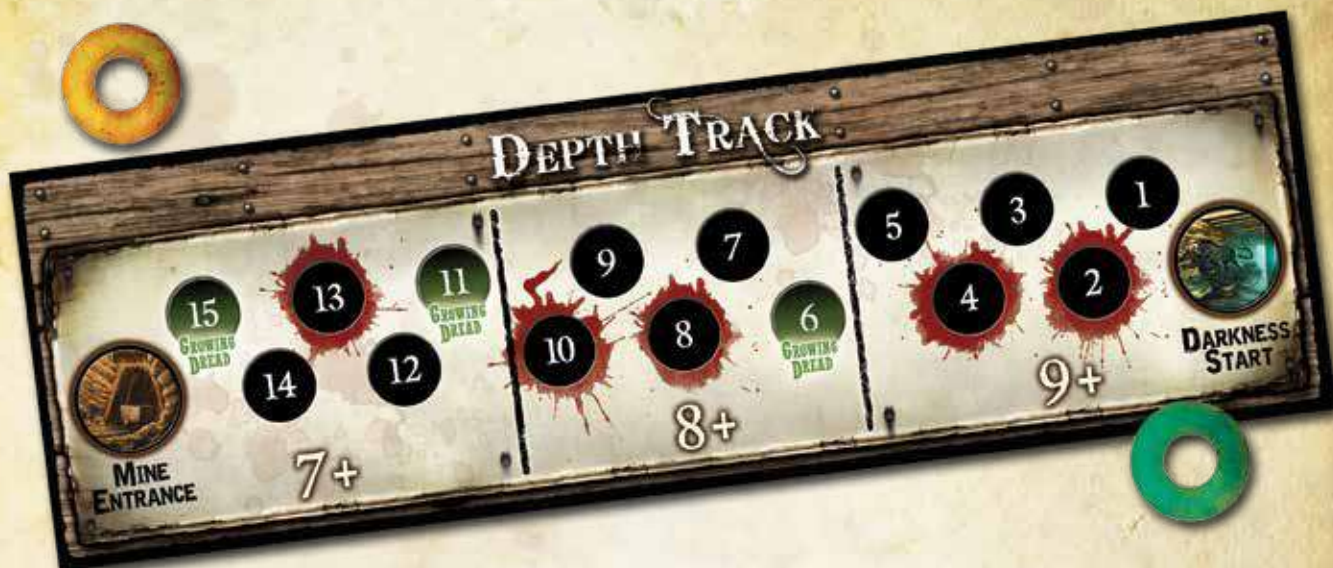 DEPTH TRACK
15
GROWING
DREAD
14
13
12
11
GROWING
DREAD
10
9
8
7
6
GROWING
DREAD
5
4
3
2
1
MINE
ENTRANCE
7+
8+
9+
DARKNESS
START